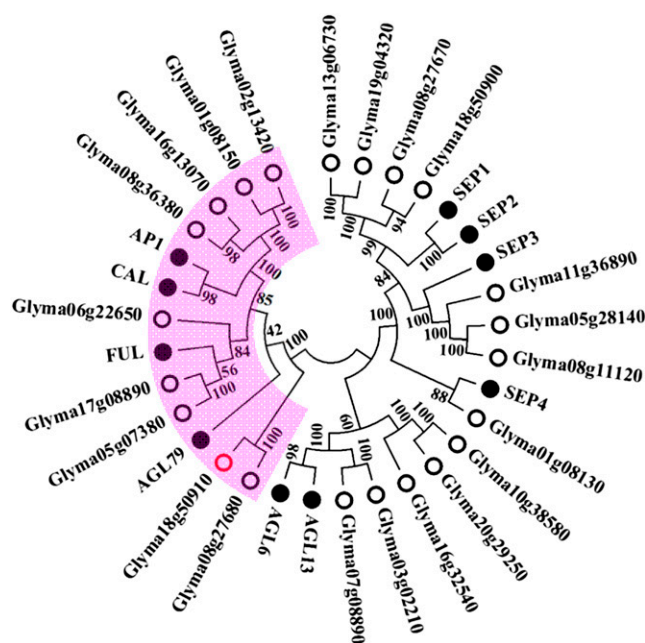 Glyma13g06730
Glyma19g04320
Glyma08g27670
Glyma18g50900
SEP1
SEP2
SEP3
Glyma11g36890
Glyma05g28140
Glyma08g11120
SEP4
Glyma01g08130
Glyma10g38580
Glyma20g29250
Glyma16g32540
Glyma03g02210
Glyma07g08890
AGL13
AGL6
Glyma08g27680
Glyma18g50910
AGL79
Glyma05g07380
Glyma17g08890
FUL
Glyma06g22650
CAL
AP1
Glyma08g36380
Glyma16g13070
Glyma01g08150
Glyma02g13420
100
100
94
99
100
84
100
100
100
100
88
100
100
60
100
100
98
100
100
42
85
84
56
100
98
100
100
98
100